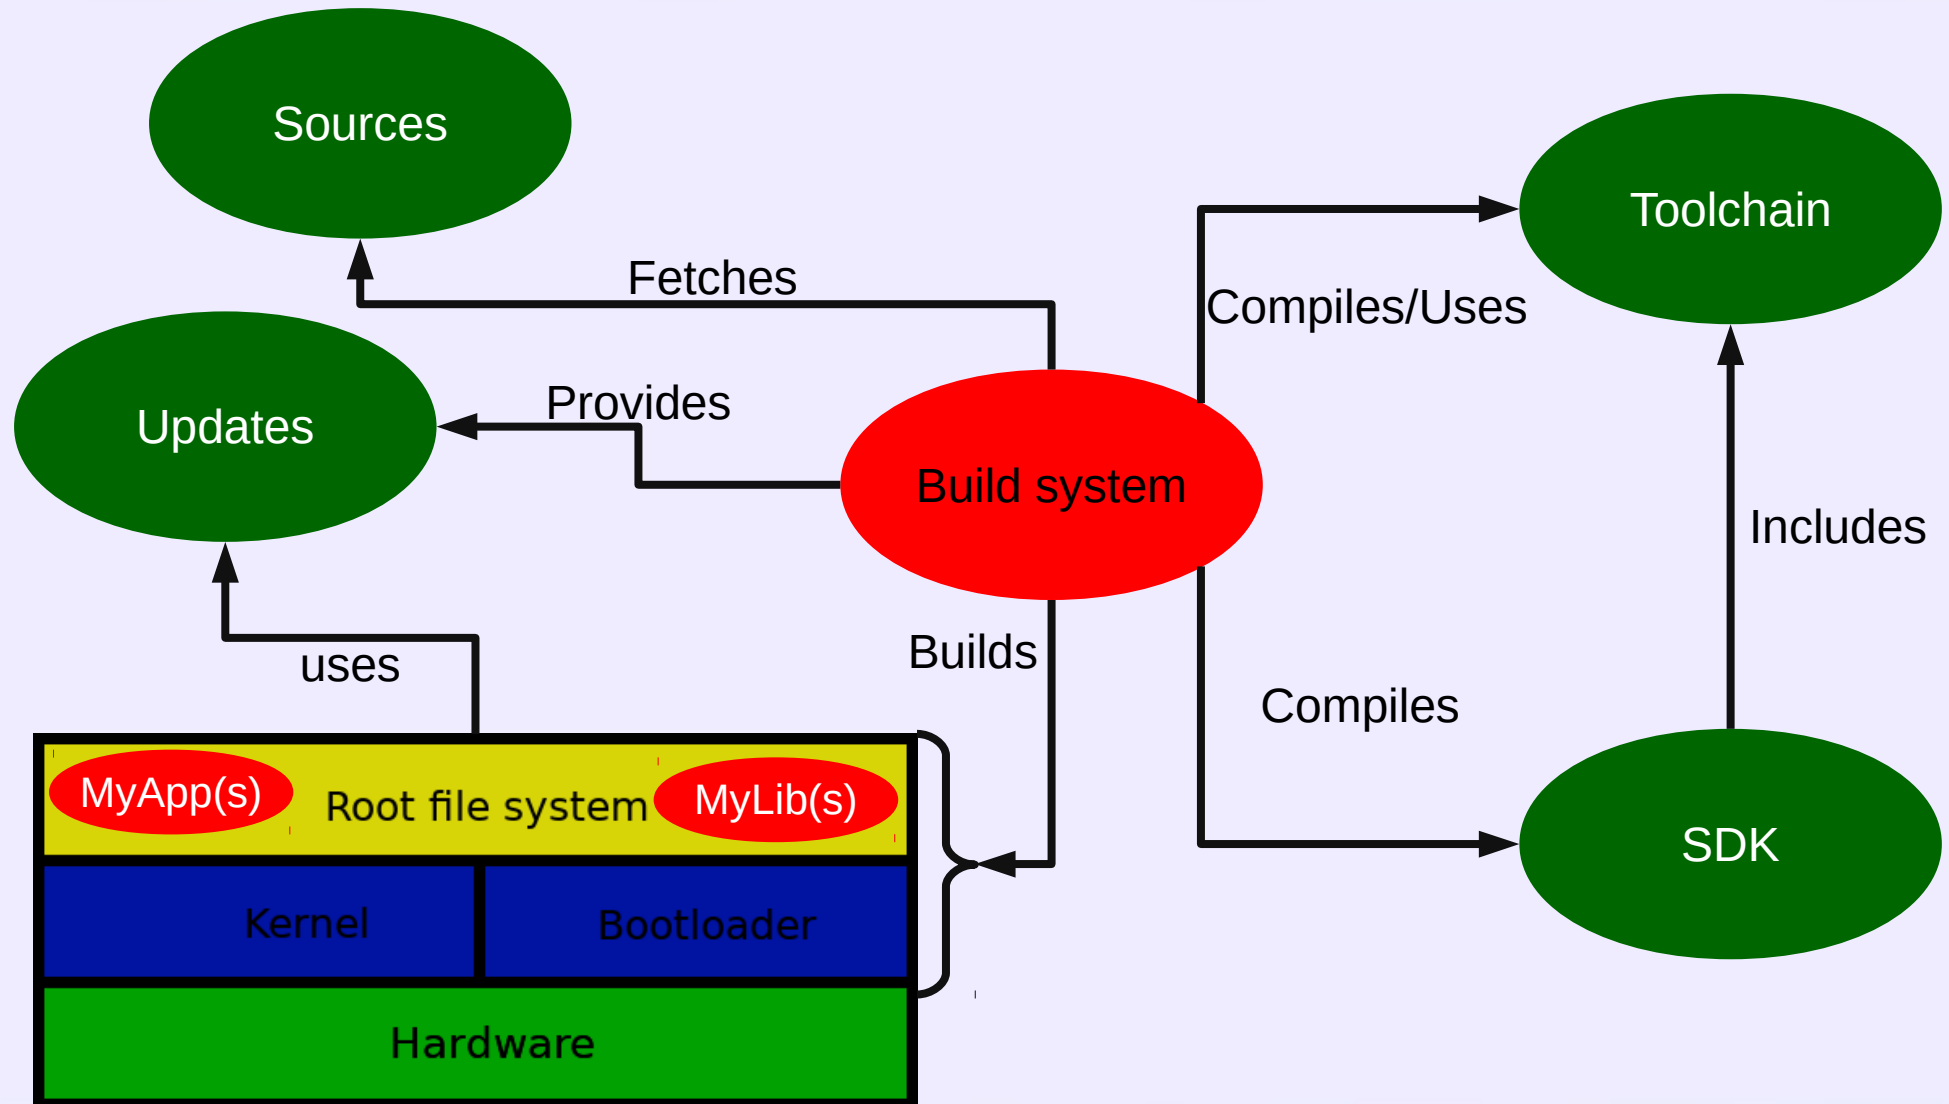 Sources
Toolchain
Fetches
Compiles/Uses
Provides
Updates
Build system
Includes
Builds
uses
Compiles
MyApp(s)
Root file system
MyLib(s)
SDK
Kernel
Bootloader
Hardware